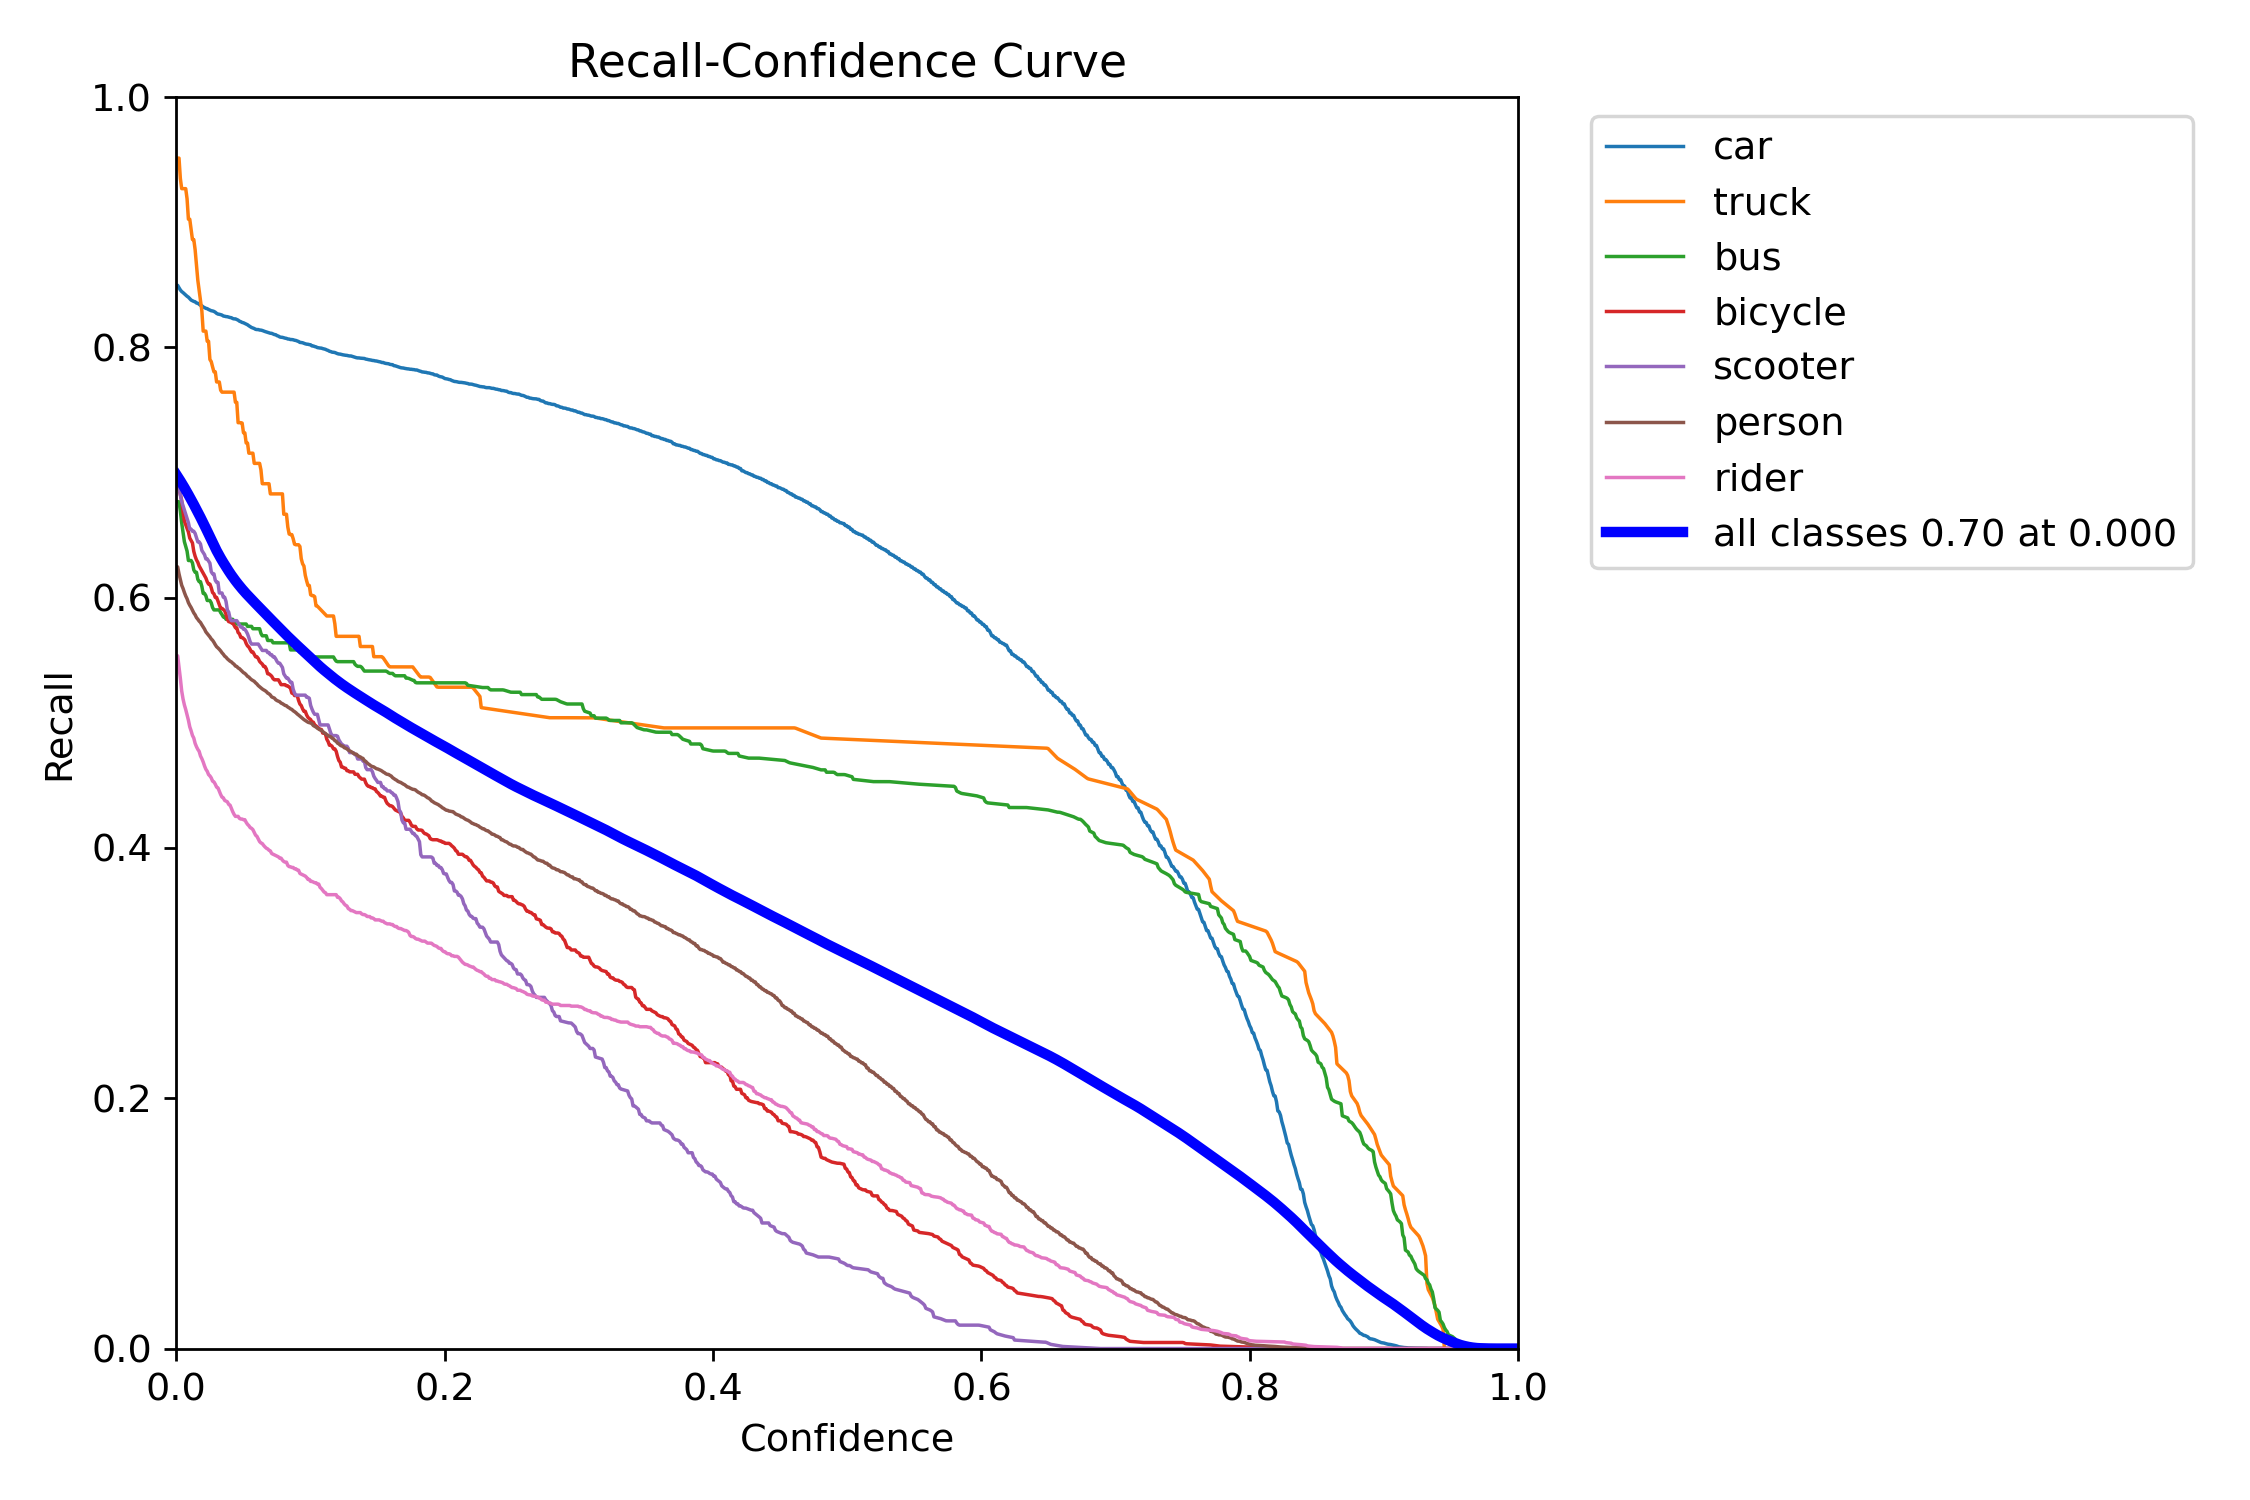 Recall-Confidence Curve
1.0
0.8
0.6
0.4
0.2
0.0
Recall
0.0 0.2 0.4 0.6 0.8 1.0
Confidence
car
truck
bus
bicycle
scooter
person
rider
all classes 0.70 at 0.000